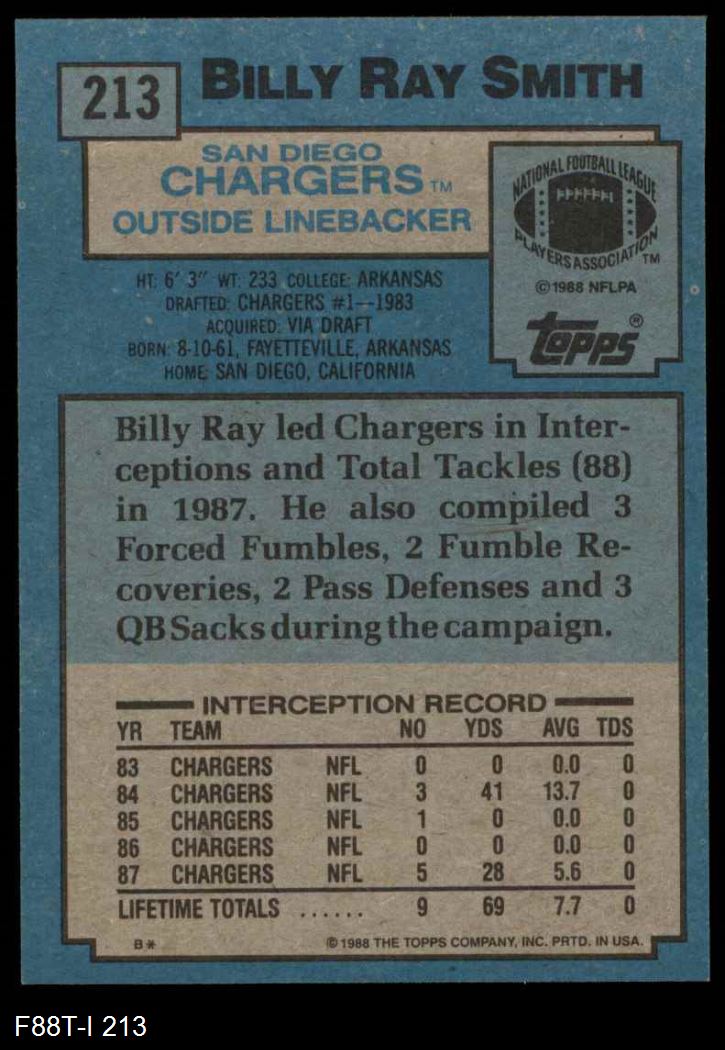 213
BILLY RAY SMITH
SAN DIEGO
CHARGERS™
OUTSIDE LINEBACKER
NATIONAL FOOTBALL LEAGUE
PLAYERS ASSOCIATION™
©1988 NFLPA
topps®
HT: 6' 3" WT: 233 COLLEGE: ARKANSAS
DRAFTED: CHARGERS #1—1983
ACQUIRED: VIA DRAFT
BORN: 8-10-61, FAYETTEVILLE, ARKANSAS
HOME: SAN DIEGO, CALIFORNIA
Billy Ray led Chargers in Inter-
ceptions and Total Tackles (88)
in 1987. He also compiled 3
Forced Fumbles, 2 Fumble Re-
coveries, 2 Pass Defenses and 3
QB Sacks during the campaign.
INTERCEPTION RECORD
YR TEAM NO YDS AVG TDS
83 CHARGERS NFL 0 0 0.0 0
84 CHARGERS NFL 3 41 13.7 0
85 CHARGERS NFL 1 0 0.0 0
86 CHARGERS NFL 0 0 0.0 0
87 CHARGERS NFL 5 28 5.6 0
LIFETIME TOTALS ...... 9 69 7.7 0
B* ©1988 THE TOPPS COMPANY, INC. PRTD. IN USA.
F88T-I 213